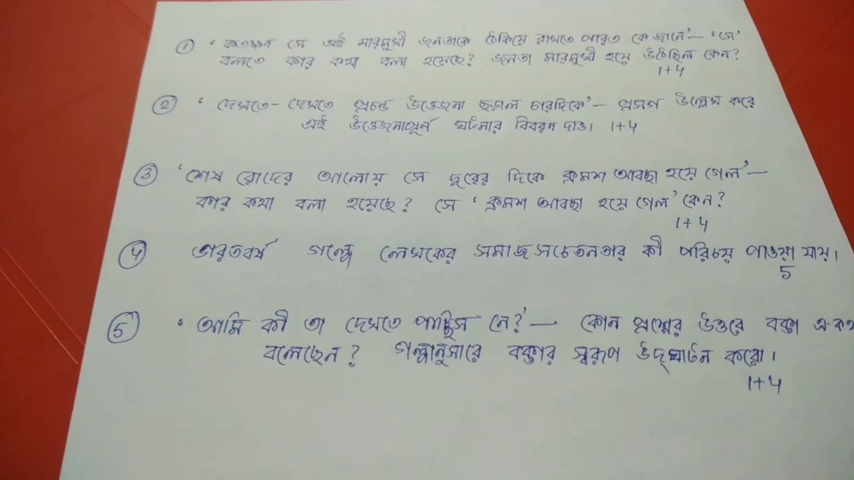 ① 'কতক্ষণ সে এই মারমুখী জনতাকে ঠেকিয়ে রাখতে পারত কে জানে' — 'সে'
বলতে কার কথা বলা হয়েছে? জনতা মারমুখী হয়ে উঠেছিল কেন?
1+4
② 'দেখতে-দেখতে প্রচণ্ড উত্তেজনা ছড়াল চারদিকে' — প্রসঙ্গ উল্লেখ করে
এই উত্তেজনাপূর্ণ ঘটনার বিবরণ দাও। 1+4
③ 'শেষ রোদের আলোয় সে দূরের দিকে ক্রমশ আবছা হয়ে গেল' —
কার কথা বলা হয়েছে? সে 'ক্রমশ আবছা হয়ে গেল' কেন?
1+4
④ ভারতবর্ষ গল্পে লেখকের সমাজসচেতনতার কী পরিচয় পাওয়া যায়।
5
⑤ 'আমি কী তা দেখতে পাচ্ছিস নে?' — কোন প্রশ্নের উত্তরে বক্তা একথা
বলেছেন? গল্পানুসারে বক্তার স্বরূপ উদ্‌ঘাটন করো।
1+4